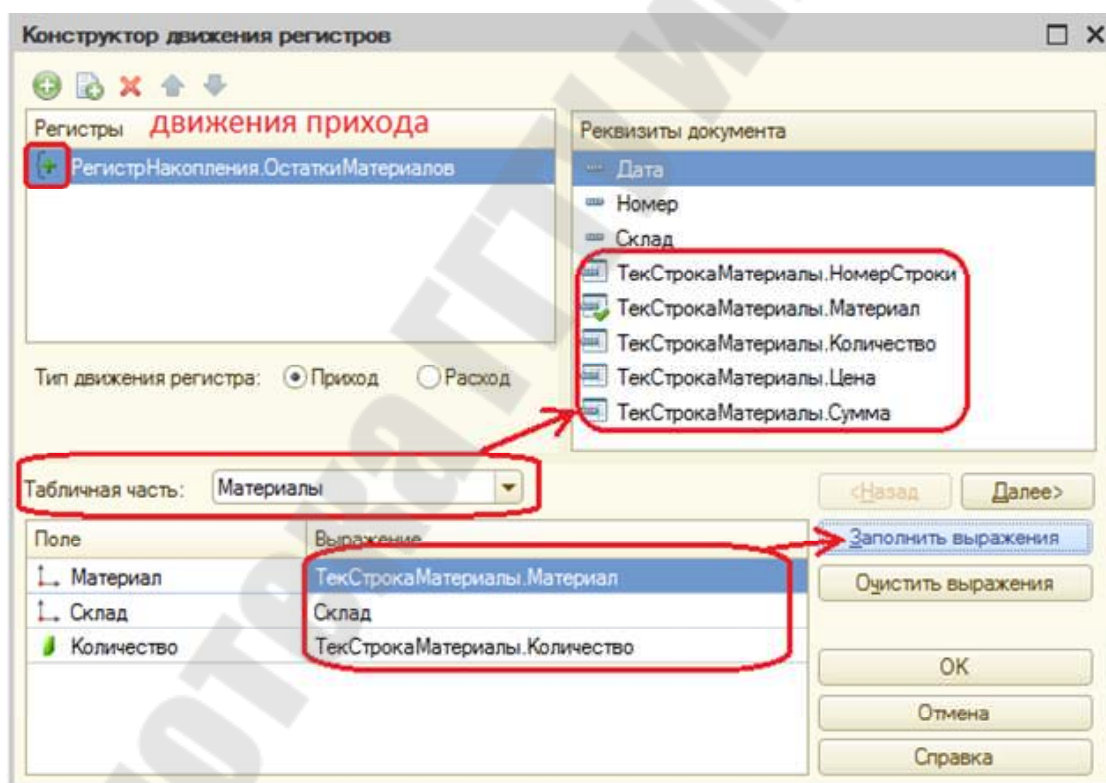 Конструктор движения регистров
Регистры движения прихода
РегистрНакопления.ОстаткиМатериалов
Тип движения регистра: Приход Расход
Реквизиты документа
Дата
Номер
Склад
ТекСтрокаМатериалы.НомерСтроки
ТекСтрокаМатериалы.Материал
ТекСтрокаМатериалы.Количество
ТекСтрокаМатериалы.Цена
ТекСтрокаМатериалы.Сумма
Табличная часть: Материалы
<Назад Далее>
Поле Выражение
Материал ТекСтрокаМатериалы.Материал
Склад Склад
Количество ТекСтрокаМатериалы.Количество
Заполнить выражения
Очистить выражения
ОК
Отмена
Справка